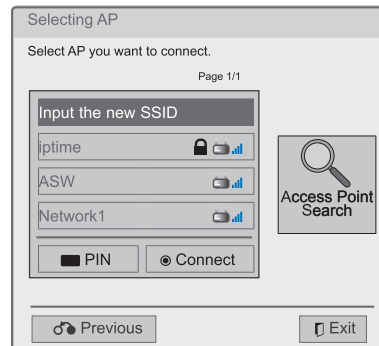 Selecting AP
Select AP you want to connect.
Page 1/1
Input the new SSID
iptime
ASW
Network1
PIN
Connect
Access Point
Search
Previous
Exit